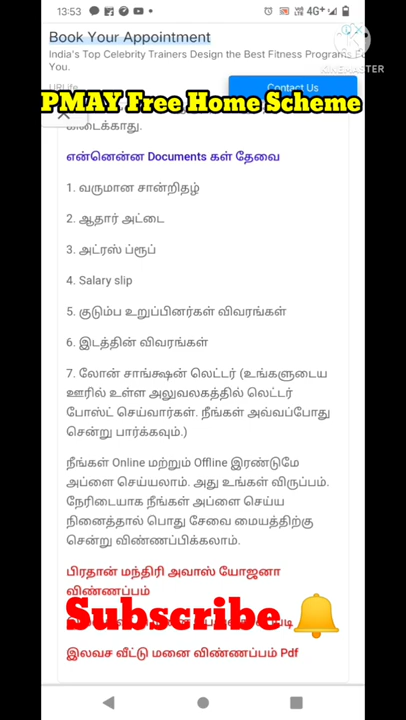 13:53
4G+
Book Your Appointment
India's Top Celebrity Trainers Design the Best Fitness Programs
You.
URLife
Contact Us
KINEMASTER
PMAY Free Home Scheme
கிடைக்காது.
என்னென்ன Documents கள் தேவை
1. வருமான சான்றிதழ்
2. ஆதார் அட்டை
3. அட்ரஸ் ப்ரூப்
4. Salary slip
5. குடும்ப உறுப்பினர்கள் விவரங்கள்
6. இடத்தின் விவரங்கள்
7. லோன் சாங்க்ஷன் லெட்டர் (உங்களுடைய
ஊரில் உள்ள அலுவலகத்தில் லெட்டர்
போஸ்ட் செய்வார்கள். நீங்கள் அவ்வப்போது
சென்று பார்க்கவும்.)
நீங்கள் Online மற்றும் Offline இரண்டுமே
அப்ளை செய்யலாம். அது உங்கள் விருப்பம்.
நேரிடையாக நீங்கள் அப்ளை செய்ய
நினைத்தால் பொது சேவை மையத்திற்கு
சென்று விண்ணப்பிக்கலாம்.
பிரதான் மந்திரி அவாஸ் யோஜனா
விண்ணப்பம்
Subscribe
இலவச வீட்டு மனை விண்ணப்பம் Pdf